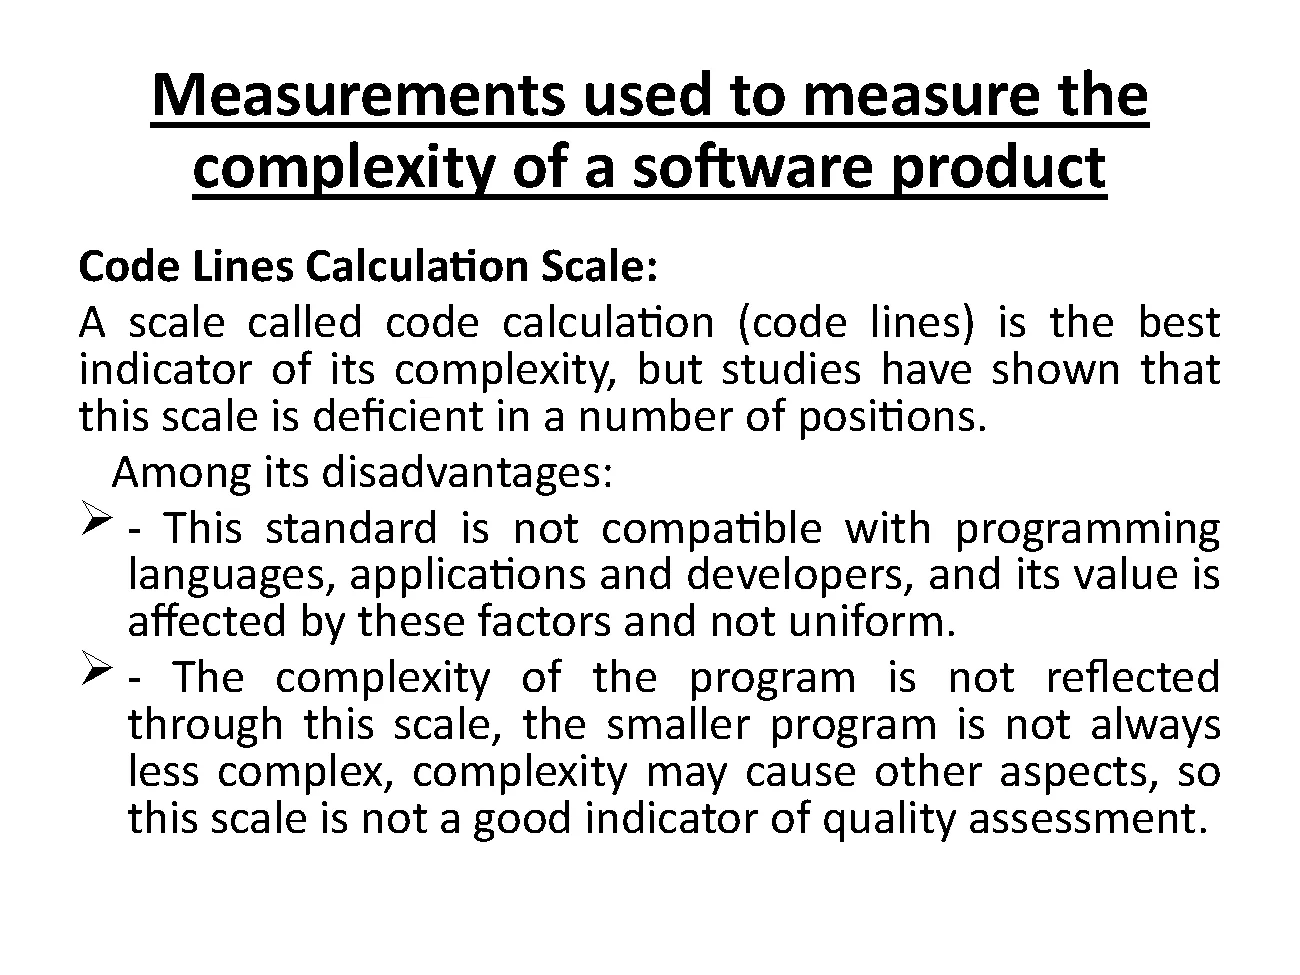 Measurements used to measure the
complexity of a software product
Code Lines Calculation Scale:
A scale called code calculation (code lines) is the best
indicator of its complexity, but studies have shown that
this scale is deficient in a number of positions.
Among its disadvantages:
➢ - This standard is not compatible with programming
languages, applications and developers, and its value is
affected by these factors and not uniform.
➢ - The complexity of the program is not reflected
through this scale, the smaller program is not always
less complex, complexity may cause other aspects, so
this scale is not a good indicator of quality assessment.